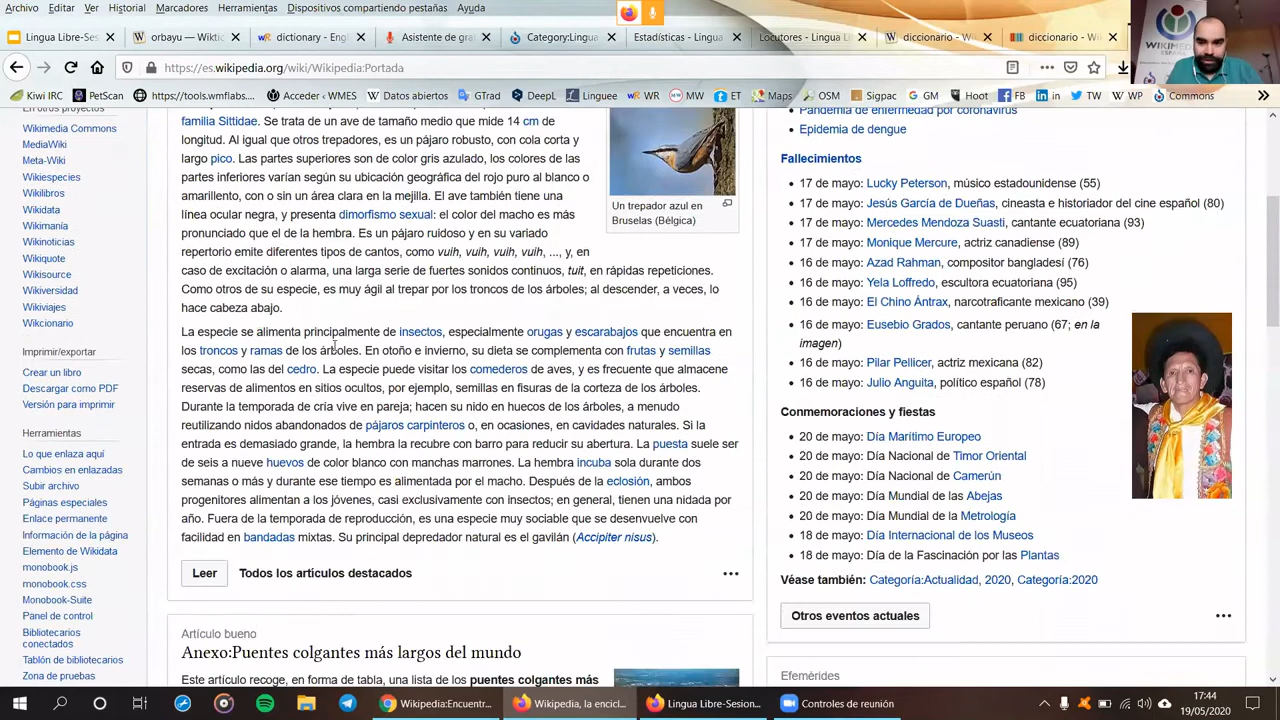 Archivo Editar Ver Historial Marcadores Herramientas Dispositivos compartiendo pestañas Ayuda
Lingua Libre-Ses
orbayu — Wiktio
dictionary - Engl
Asistente de gral
Category:Lingua
Estadísticas - Lingua
Locutores - Lingua Li
diccionario — Wi
diccionario - Wik
WIKIMEDIA
https://es.wikipedia.org/wiki/Wikipedia:Portada
Kiwi IRC PetScan https://tools.wmflabs... Acceder ‹ WMES Datos abiertos GTrad DeepL Linguee WR MW ET Maps OSM Sigpac GM Hoot FB in TW WP Commons
En otros proyectos
Wikimedia Commons
MediaWiki
Meta-Wiki
Wikiespecies
Wikilibros
Wikidata
Wikimanía
Wikinoticias
Wikiquote
Wikisource
Wikiversidad
Wikiviajes
Wikcionario
Imprimir/exportar
Crear un libro
Descargar como PDF
Versión para imprimir
Herramientas
Lo que enlaza aquí
Cambios en enlazadas
Subir archivo
Páginas especiales
Enlace permanente
Información de la página
Elemento de Wikidata
monobook.js
monobook.css
Monobook-Suite
Panel de control
Bibliotecarios
conectados
Tablón de bibliotecarios
Zona de pruebas
familia Sittidae. Se trata de un ave de tamaño medio que mide 14 cm de
longitud. Al igual que otros trepadores, es un pájaro robusto, con cola corta y
largo pico. Las partes superiores son de color gris azulado, los colores de las
partes inferiores varían según su ubicación geográfica del rojo puro al blanco o
amarillento, con o sin un área clara en la mejilla. El ave también tiene una
línea ocular negra, y presenta dimorfismo sexual: el color del macho es más
pronunciado que el de la hembra. Es un pájaro ruidoso y en su variado
repertorio emite diferentes tipos de cantos, como vuih, vuih, vuih, vuih, ..., y, en
caso de excitación o alarma, una larga serie de fuertes sonidos continuos, tuit, en rápidas repeticiones.
Como otros de su especie, es muy ágil al trepar por los troncos de los árboles; al descender, a veces, lo
hace cabeza abajo.
Un trepador azul en
Bruselas (Bélgica)
La especie se alimenta principalmente de insectos, especialmente orugas y escarabajos que encuentra en
los troncos y ramas de los árboles. En otoño e invierno, su dieta se complementa con frutas y semillas
secas, como las del cedro. La especie puede visitar los comederos de aves, y es frecuente que almacene
reservas de alimentos en sitios ocultos, por ejemplo, semillas en fisuras de la corteza de los árboles.
Durante la temporada de cría vive en pareja; hacen su nido en huecos de los árboles, a menudo
reutilizando nidos abandonados de pájaros carpinteros o, en ocasiones, en cavidades naturales. Si la
entrada es demasiado grande, la hembra la recubre con barro para reducir su abertura. La puesta suele ser
de seis a nueve huevos de color blanco con manchas marrones. La hembra incuba sola durante dos
semanas o más y durante ese tiempo es alimentada por el macho. Después de la eclosión, ambos
progenitores alimentan a los jóvenes, casi exclusivamente con insectos; en general, tienen una nidada por
año. Fuera de la temporada de reproducción, es una especie muy sociable que se desenvuelve con
facilidad en bandadas mixtas. Su principal depredador natural es el gavilán (Accipiter nisus).
Leer Todos los artículos destacados
Artículo bueno
Anexo:Puentes colgantes más largos del mundo
Este artículo recoge, en forma de tabla, una lista de los puentes colgantes más
Pandemia de enfermedad por coronavirus
Epidemia de dengue
Fallecimientos
17 de mayo: Lucky Peterson, músico estadounidense (55)
17 de mayo: Jesús García de Dueñas, cineasta e historiador del cine español (80)
17 de mayo: Mercedes Mendoza Suasti, cantante ecuatoriana (93)
17 de mayo: Monique Mercure, actriz canadiense (89)
16 de mayo: Azad Rahman, compositor bangladesí (76)
16 de mayo: Yela Loffredo, escultora ecuatoriana (95)
16 de mayo: El Chino Ántrax, narcotraficante mexicano (39)
16 de mayo: Eusebio Grados, cantante peruano (67; en la
imagen)
16 de mayo: Pilar Pellicer, actriz mexicana (82)
16 de mayo: Julio Anguita, político español (78)
Conmemoraciones y fiestas
20 de mayo: Día Marítimo Europeo
20 de mayo: Día Nacional de Timor Oriental
20 de mayo: Día Nacional de Camerún
20 de mayo: Día Mundial de las Abejas
20 de mayo: Día Mundial de la Metrología
18 de mayo: Día Internacional de los Museos
18 de mayo: Día de la Fascinación por las Plantas
Véase también: Categoría:Actualidad, 2020, Categoría:2020
Otros eventos actuales
Efemérides
Wikipedia:Encuentr...
Wikipedia, la encicl...
Lingua Libre-Sesion...
Controles de reunión
17:44
19/05/2020